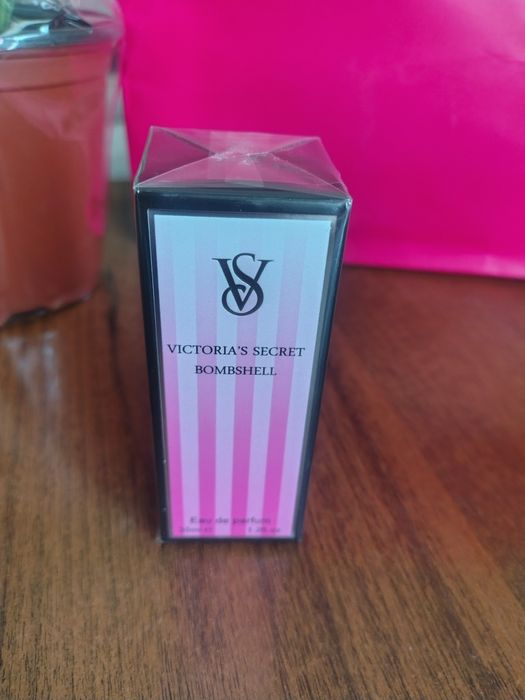 VS
VICTORIA'S SECRET
BOMBSHELL
Eau de parfum